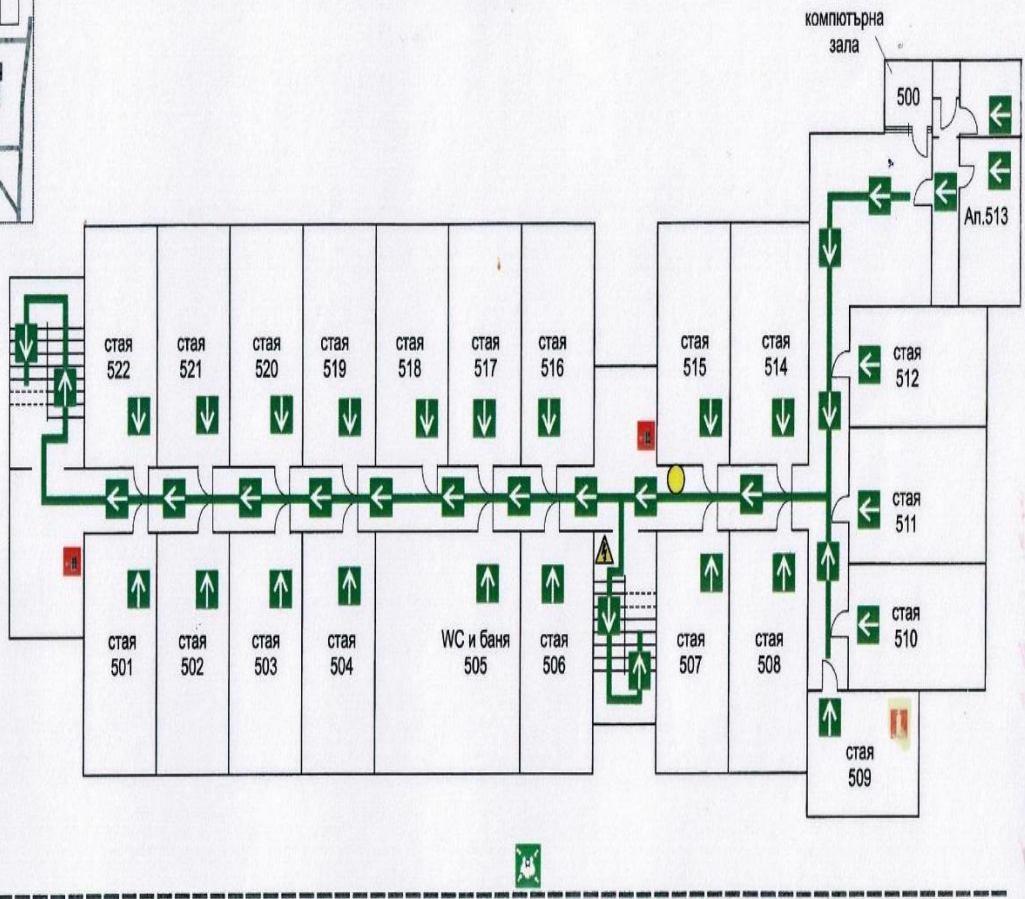 компютърна
зала
500
Ап.513
стая
522
стая
521
стая
520
стая
519
стая
518
стая
517
стая
516
стая
515
стая
514
стая
512
стая
511
стая
510
стая
501
стая
502
стая
503
стая
504
WC и баня
505
стая
506
стая
507
стая
508
стая
509